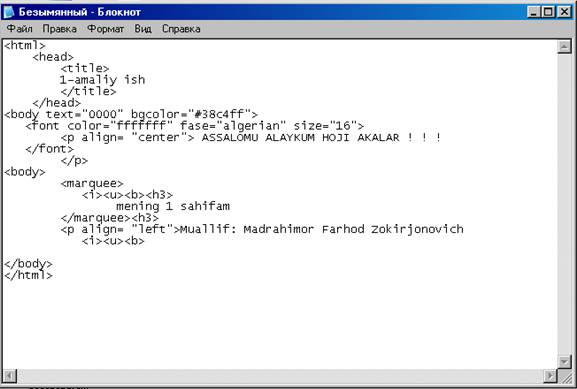 Безымянный - Блокнот
Файл Правка Формат Вид Справка
<html>
<head>
<title>
1-amaliy ish
</title>
</head>
<body text="0000" bgcolor="#38c4ff">
<font color="fffffff" fase="algerian" size="16">
<p align= "center"> ASSALOMU ALAYKUM HOJI AKALAR ! ! !
</font>
</p>
<body>
<marquee>
<i><u><b><h3>
mening 1 sahifam
</marquee><h3>
<p align= "left">Muallif: Madrahimor Farhod Zokirjonovich
<i><u><b>
</body>
</html>